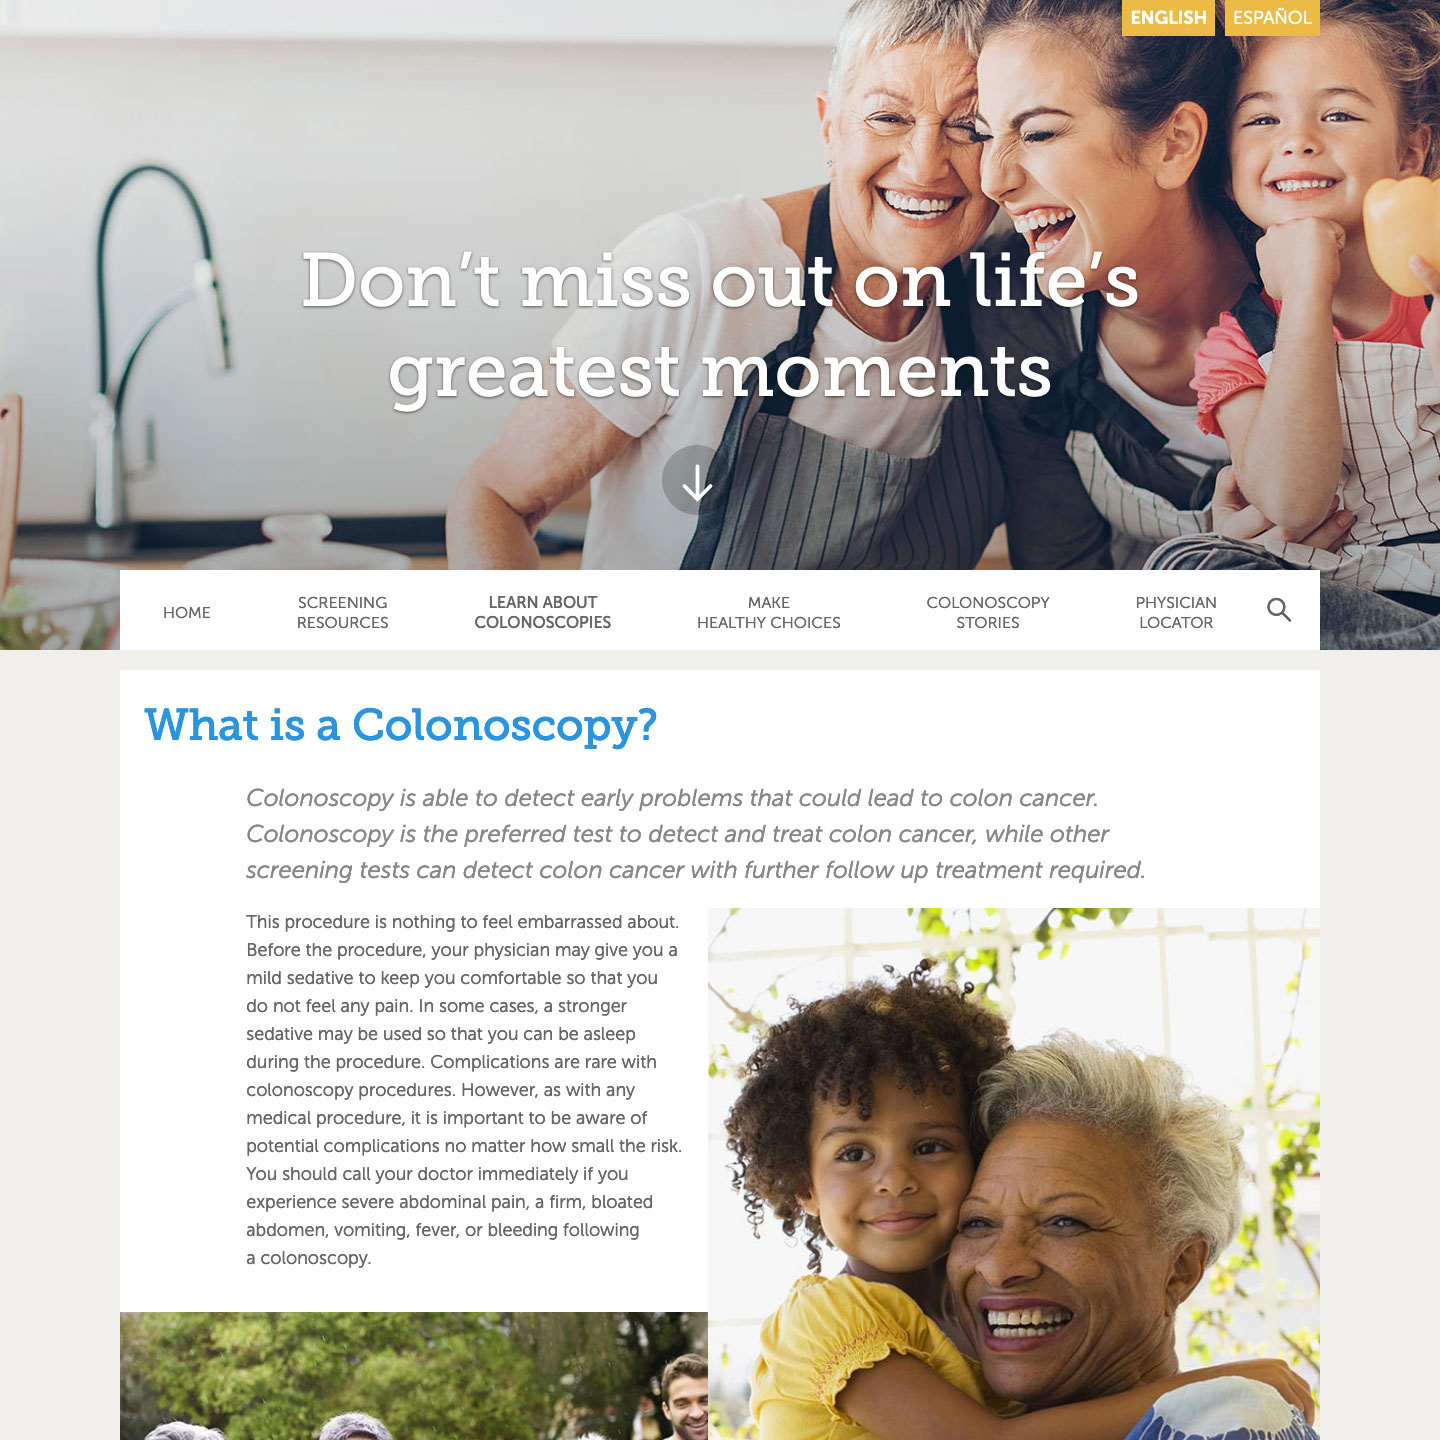 ENGLISH ESPAÑOL
Don't miss out on life's
greatest moments
HOME
SCREENING
RESOURCES
LEARN ABOUT
COLONOSCOPIES
MAKE
HEALTHY CHOICES
COLONOSCOPY
STORIES
PHYSICIAN
LOCATOR
What is a Colonoscopy?
Colonoscopy is able to detect early problems that could lead to colon cancer.
Colonoscopy is the preferred test to detect and treat colon cancer, while other
screening tests can detect colon cancer with further follow up treatment required.
This procedure is nothing to feel embarrassed about.
Before the procedure, your physician may give you a
mild sedative to keep you comfortable so that you
do not feel any pain. In some cases, a stronger
sedative may be used so that you can be asleep
during the procedure. Complications are rare with
colonoscopy procedures. However, as with any
medical procedure, it is important to be aware of
potential complications no matter how small the risk.
You should call your doctor immediately if you
experience severe abdominal pain, a firm, bloated
abdomen, vomiting, fever, or bleeding following
a colonoscopy.